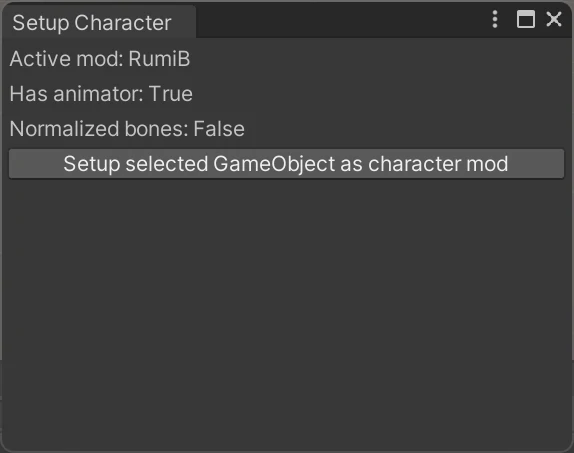 Setup Character
Active mod: RumiB
Has animator: True
Normalized bones: False
Setup selected GameObject as character mod